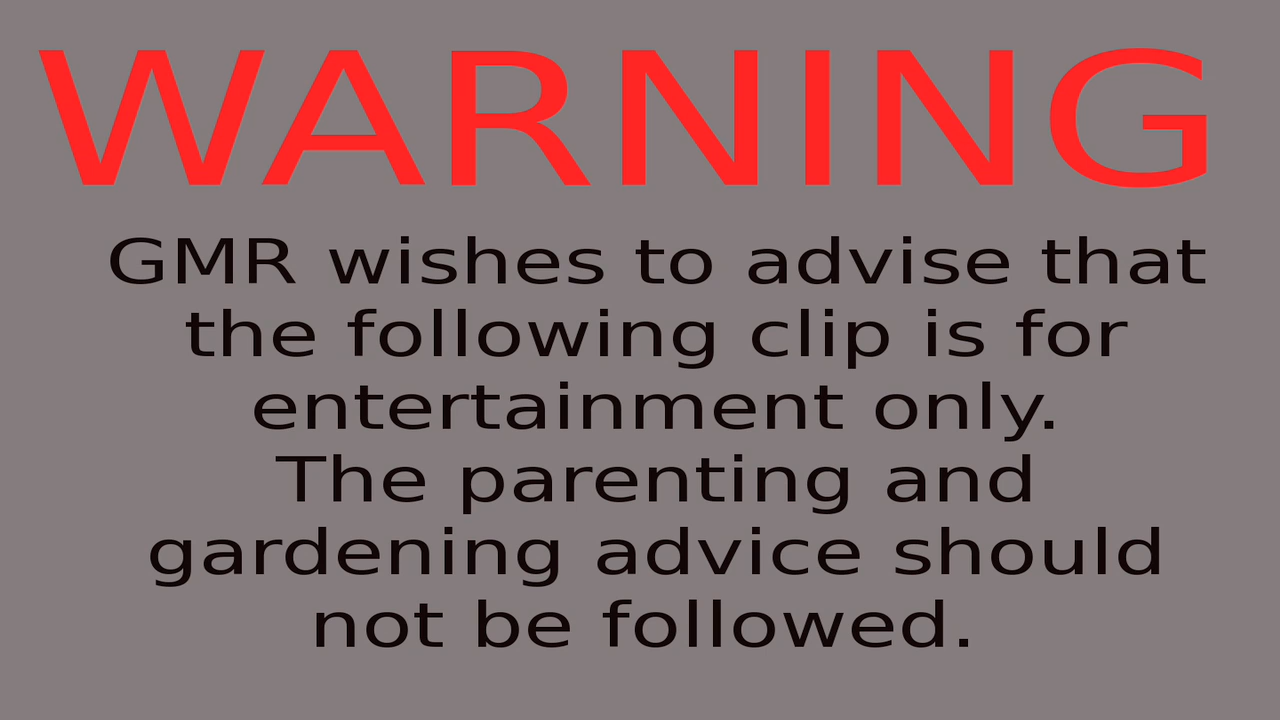 WARNING
GMR wishes to advise that
the following clip is for
entertainment only.
The parenting and
gardening advice should
not be followed.